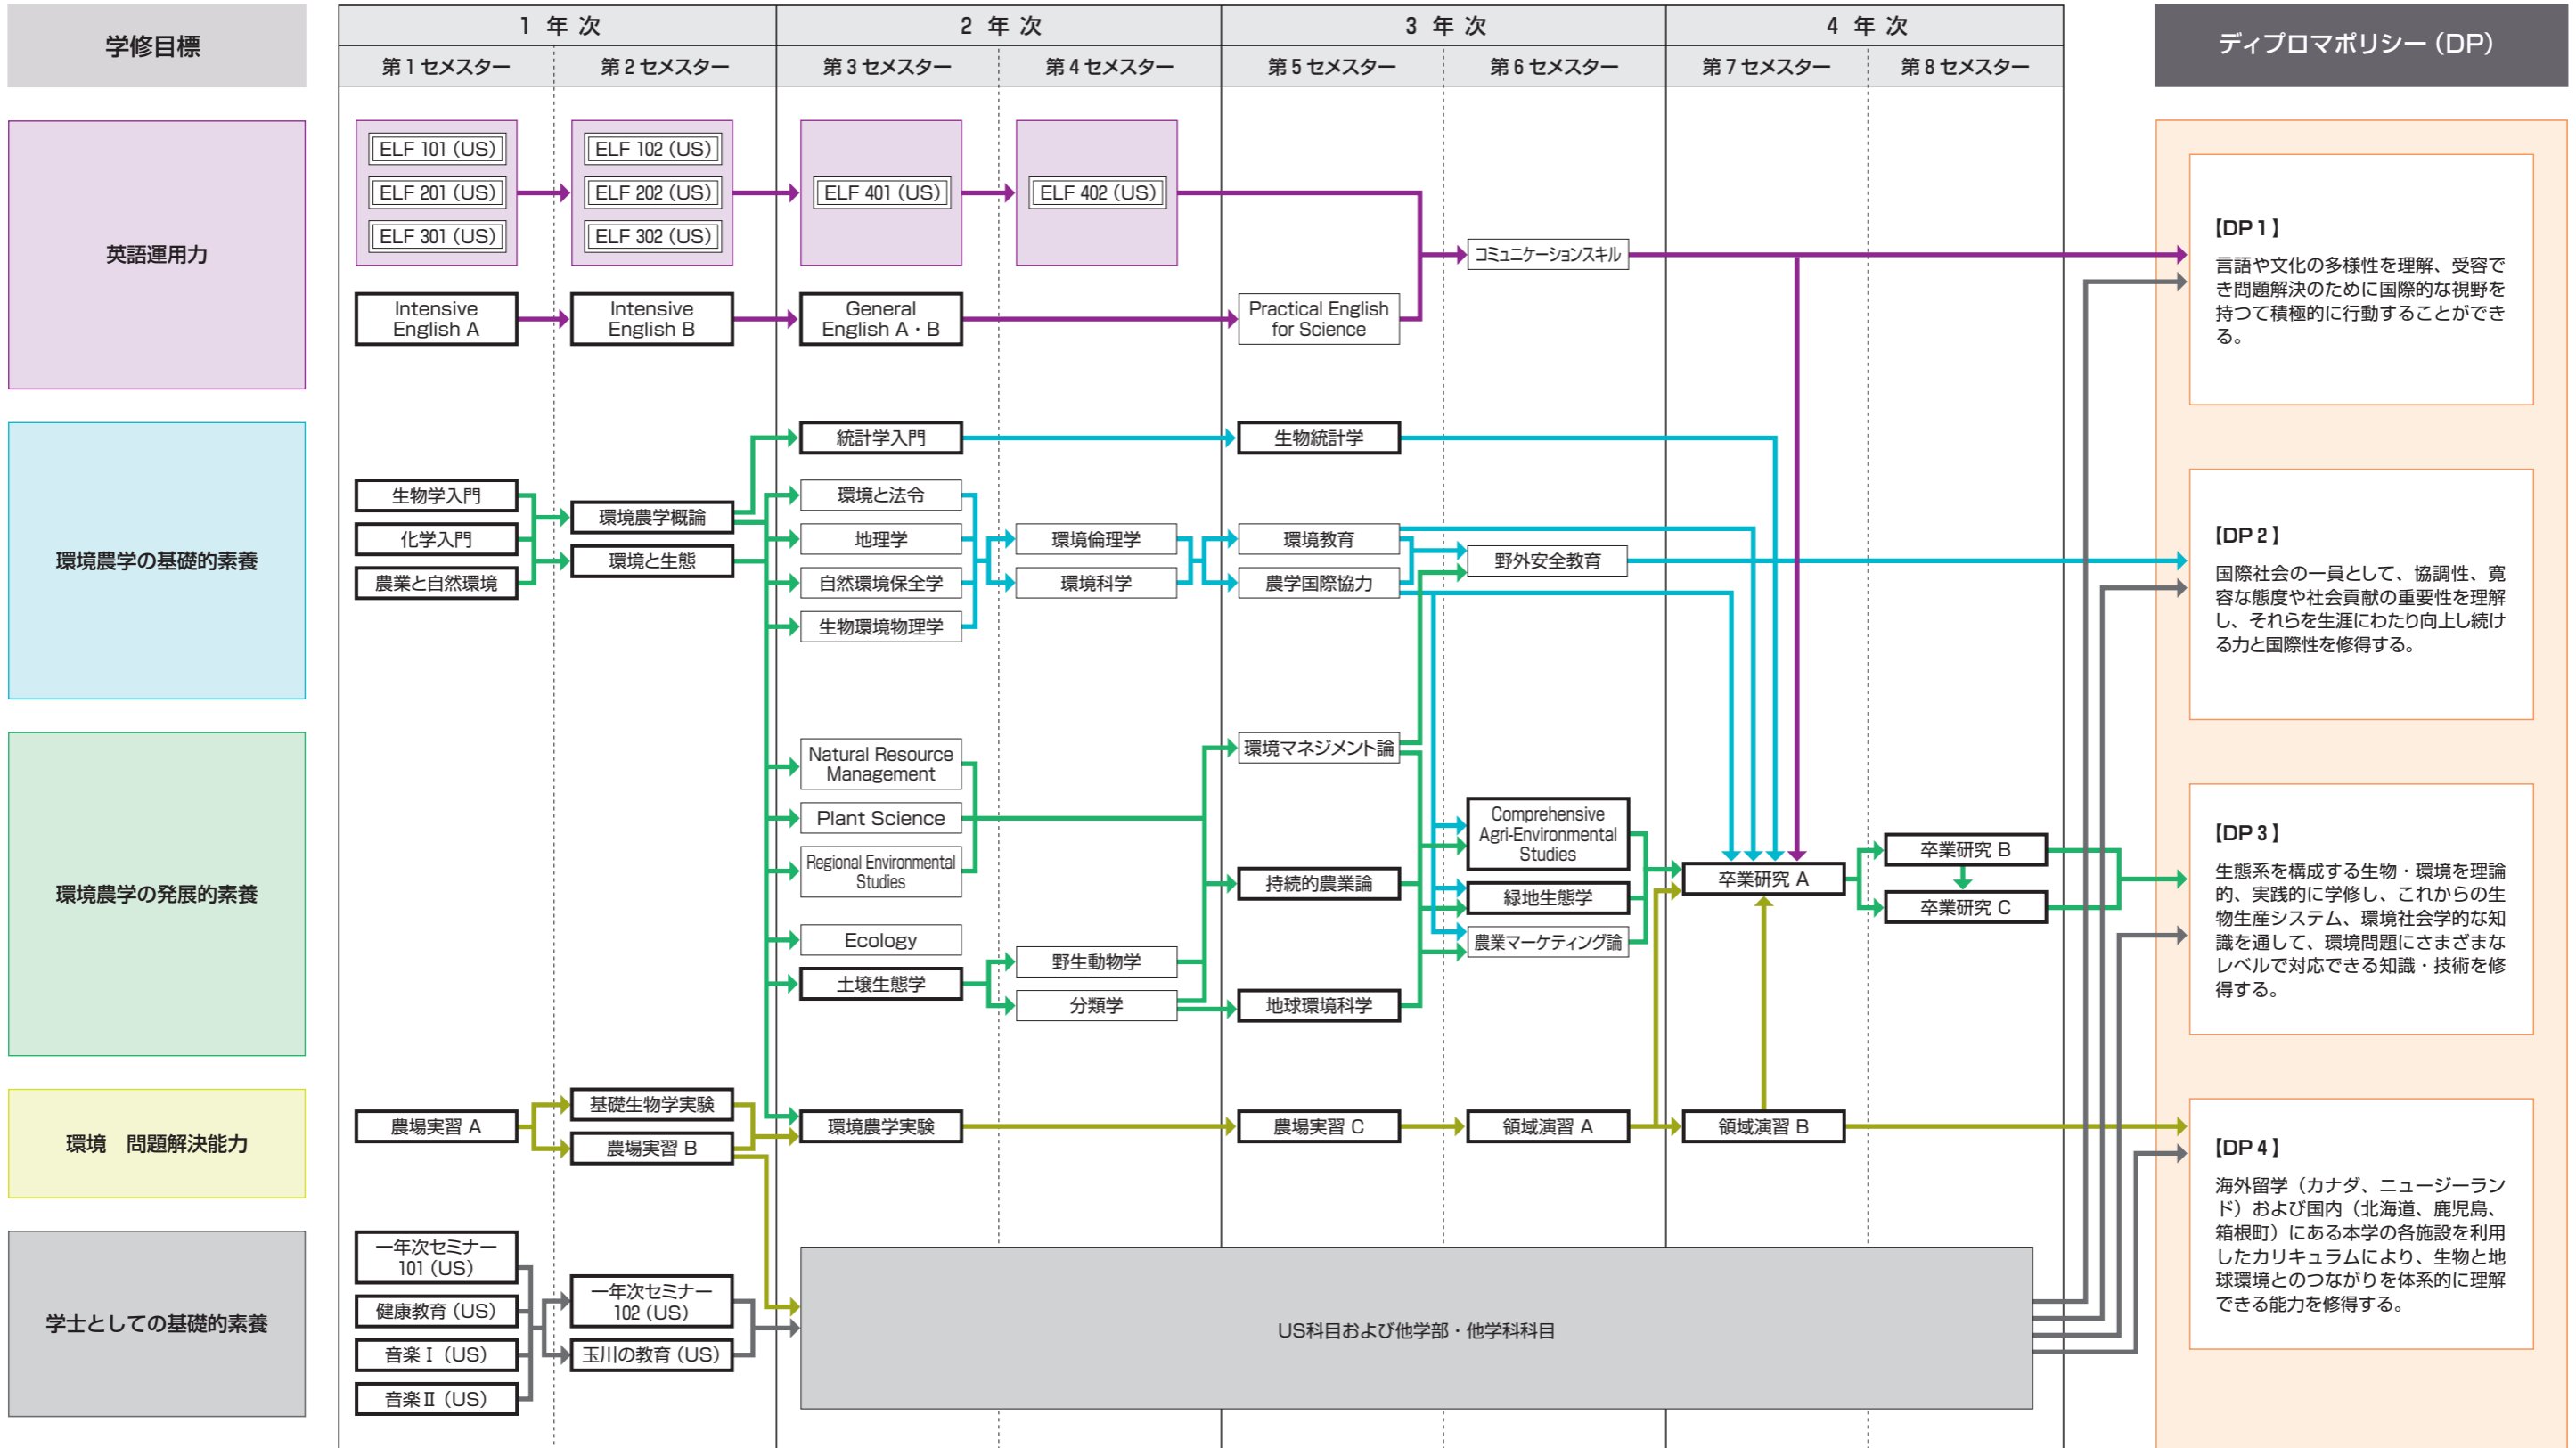 学修目標
1 年 次
2 年 次
3 年 次
4 年 次
第1セメスター
第2セメスター
第3セメスター
第4セメスター
第5セメスター
第6セメスター
第7セメスター
第8セメスター
ディプロマポリシー(DP)
英語運用力
ELF 101(US)
ELF 201(US)
ELF 301(US)
ELF 102(US)
ELF 202(US)
ELF 302(US)
ELF 401(US)
ELF 402(US)
コミュニケーションスキル
Intensive
English A
Intensive
English B
General
English A・B
Practical English
for Science
【DP 1】
言語や文化の多様性を理解、受容で
き問題解決のために国際的な視野を
持つて積極的に行動することができ
る。
環境農学の基礎的素養
生物学入門
化学入門
農業と自然環境
環境農学概論
環境と生態
統計学入門
環境と法令
地理学
自然環境保全学
生物環境物理学
環境倫理学
環境科学
生物統計学
環境教育
農学国際協力
野外安全教育
【DP 2】
国際社会の一員として、協調性、寛
容な態度や社会貢献の重要性を理解
し、それらを生涯にわたり向上し続け
る力と国際性を修得する。
環境農学の発展的素養
Natural Resource
Management
Plant Science
Regional Environmental
Studies
Ecology
土壌生態学
野生動物学
分類学
環境マネジメント論
持続的農業論
地球環境科学
Comprehensive
Agri-Environmental
Studies
緑地生態学
農業マーケティング論
卒業研究 A
卒業研究 B
卒業研究 C
【DP 3】
生態系を構成する生物・環境を理論
的、実践的に学修し、これからの生
物生産システム、環境社会学的な知
識を通して、環境問題にさまざまな
レベルで対応できる知識・技術を修
得する。
環境 問題解決能力
農場実習 A
基礎生物学実験
農場実習 B
環境農学実験
農場実習 C
領域演習 A
領域演習 B
【DP 4】
海外留学(カナダ、ニュージーラン
ド)および国内(北海道、鹿児島、
箱根町)にある本学の各施設を利用
したカリキュラムにより、生物と地
球環境とのつながりを体系的に理解
できる能力を修得する。
学士としての基礎的素養
一年次セミナー
101(US)
健康教育(US)
音楽Ⅰ(US)
音楽Ⅱ(US)
一年次セミナー
102(US)
玉川の教育(US)
US科目および他学部・他学科科目